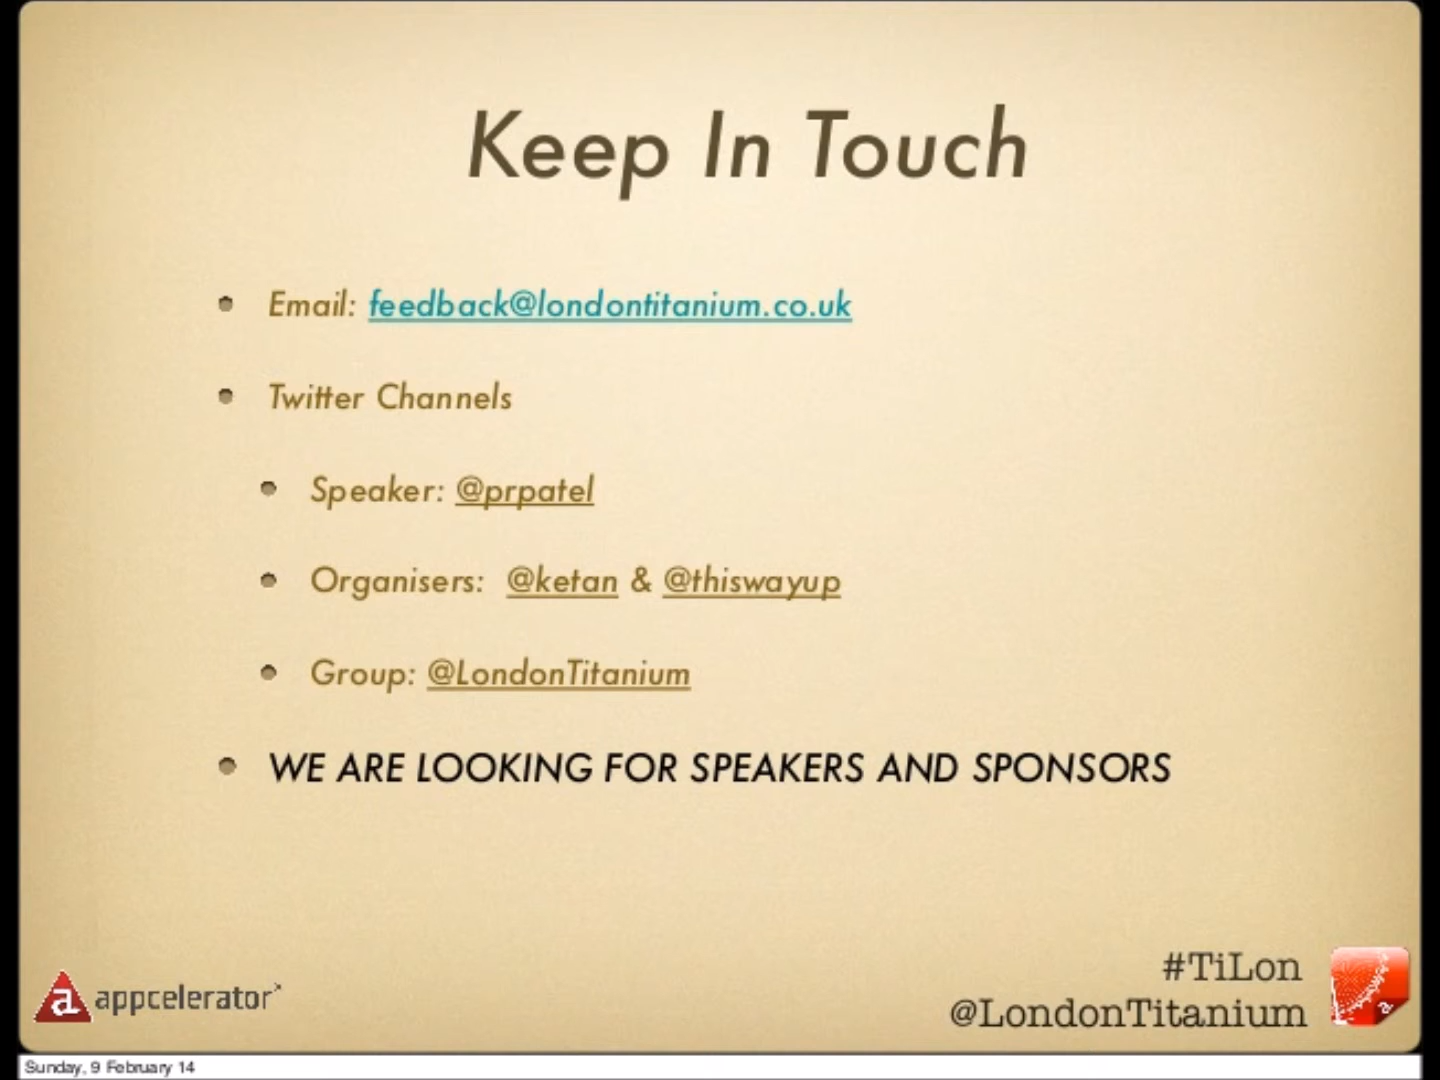 Keep In Touch
Email: feedback@londontitanium.co.uk
Twitter Channels
Speaker: @prpatel
Organisers: @ketan & @thiswayup
Group: @LondonTitanium
WE ARE LOOKING FOR SPEAKERS AND SPONSORS
appcelerator
#TiLon
@LondonTitanium
Sunday, 9 February 14